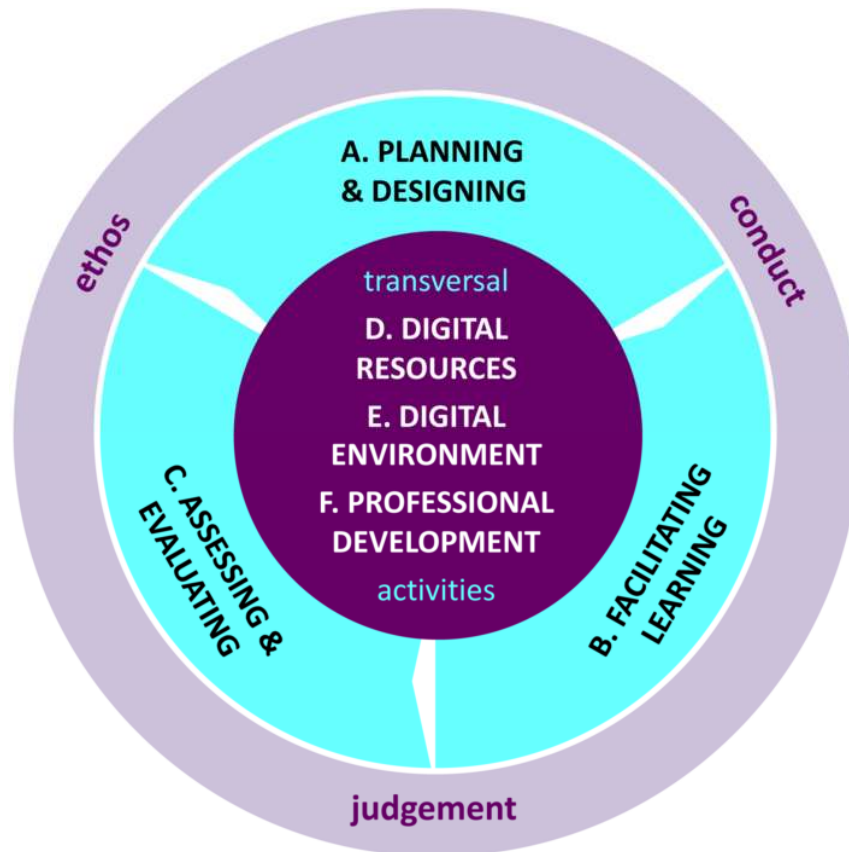 A. PLANNING
& DESIGNING
ethos
conduct
transversal
D. DIGITAL
RESOURCES
E. DIGITAL
ENVIRONMENT
F. PROFESSIONAL
DEVELOPMENT
activities
C. ASSESSING &
EVALUATING
B. FACILITATING
LEARNING
judgement